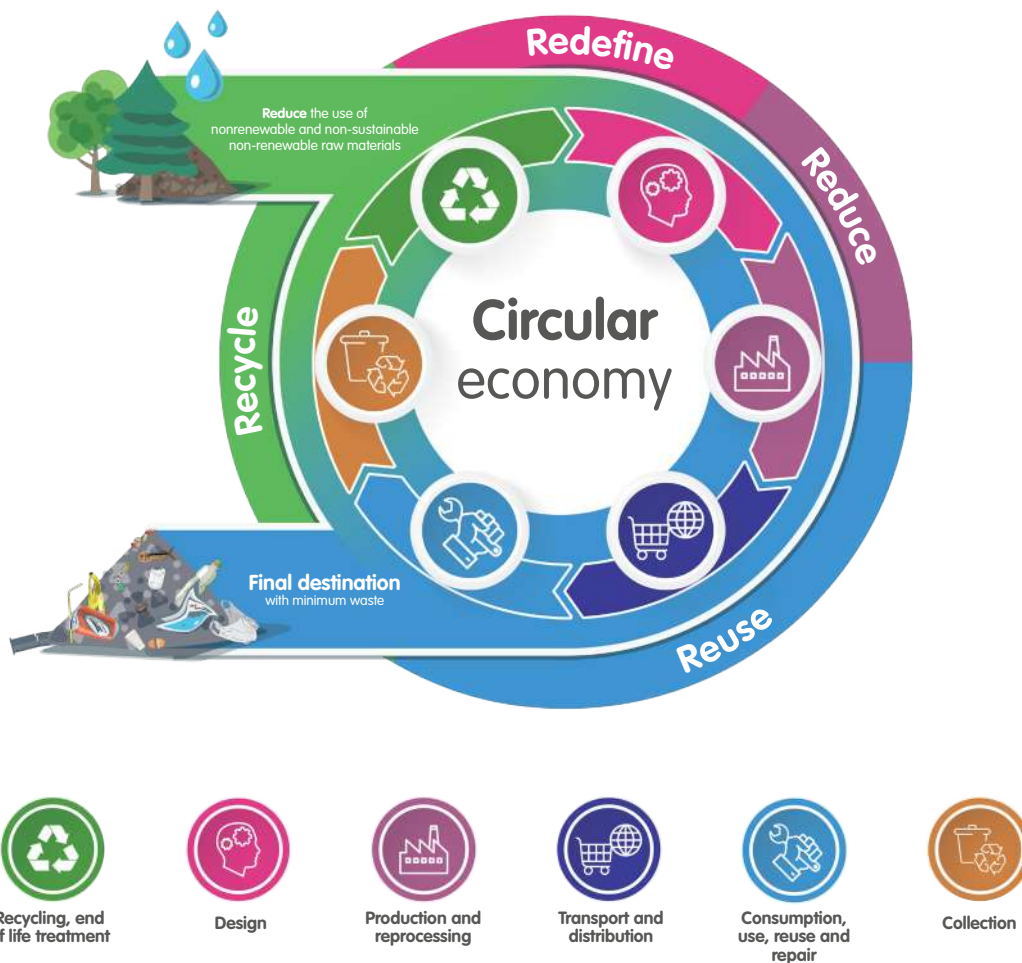 Redefine
Reduce the use of
nonrenewable and non-sustainable
non-renewable raw materials
Reduce
Recycle
Circular
economy
Final destination
with minimum waste
Reuse
Recycling, end
f life treatment
Design
Production and
reprocessing
Transport and
distribution
Consumption,
use, reuse and
repair
Collection